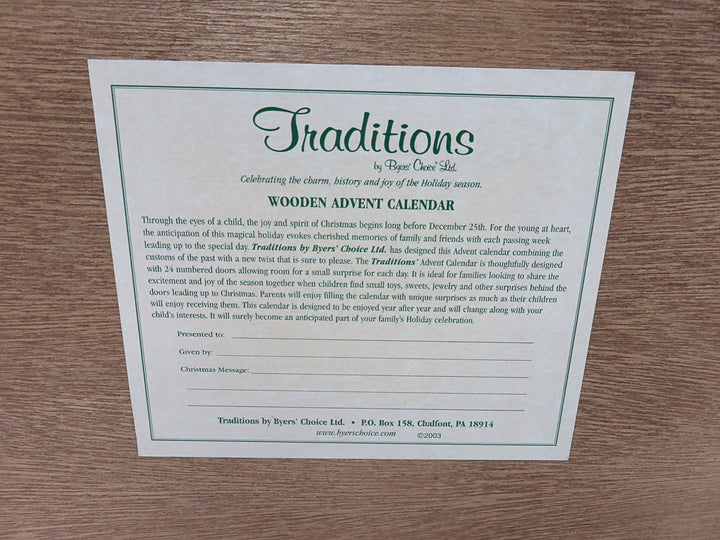 Traditions
by Byers' Choice® Ltd.
Celebrating the charm, history and joy of the Holiday season.
WOODEN ADVENT CALENDAR
Through the eyes of a child, the joy and spirit of Christmas begins long before December 25th. For the young at heart,
the anticipation of this magical holiday evokes cherished memories of family and friends with each passing week
leading up to the special day. Traditions by Byers' Choice Ltd. has designed this Advent calendar combining the
customs of the past with a new twist that is sure to please. The Traditions' Advent Calendar is thoughtfully designed
with 24 numbered doors allowing room for a small surprise for each day. It is ideal for families looking to share the
excitement and joy of the season together when children find small toys, sweets, jewelry and other surprises behind the
doors leading up to Christmas. Parents will enjoy filling the calendar with unique surprises as much as their children
will enjoy receiving them. This calendar is designed to be enjoyed year after year and will change along with your
child's interests. It will surely become an anticipated part of your family's Holiday celebration.
Presented to:
Given by:
Christmas Message:
Traditions by Byers' Choice Ltd. • P.O. Box 158, Chalfont, PA 18914
www.byerschoice.com ©2003